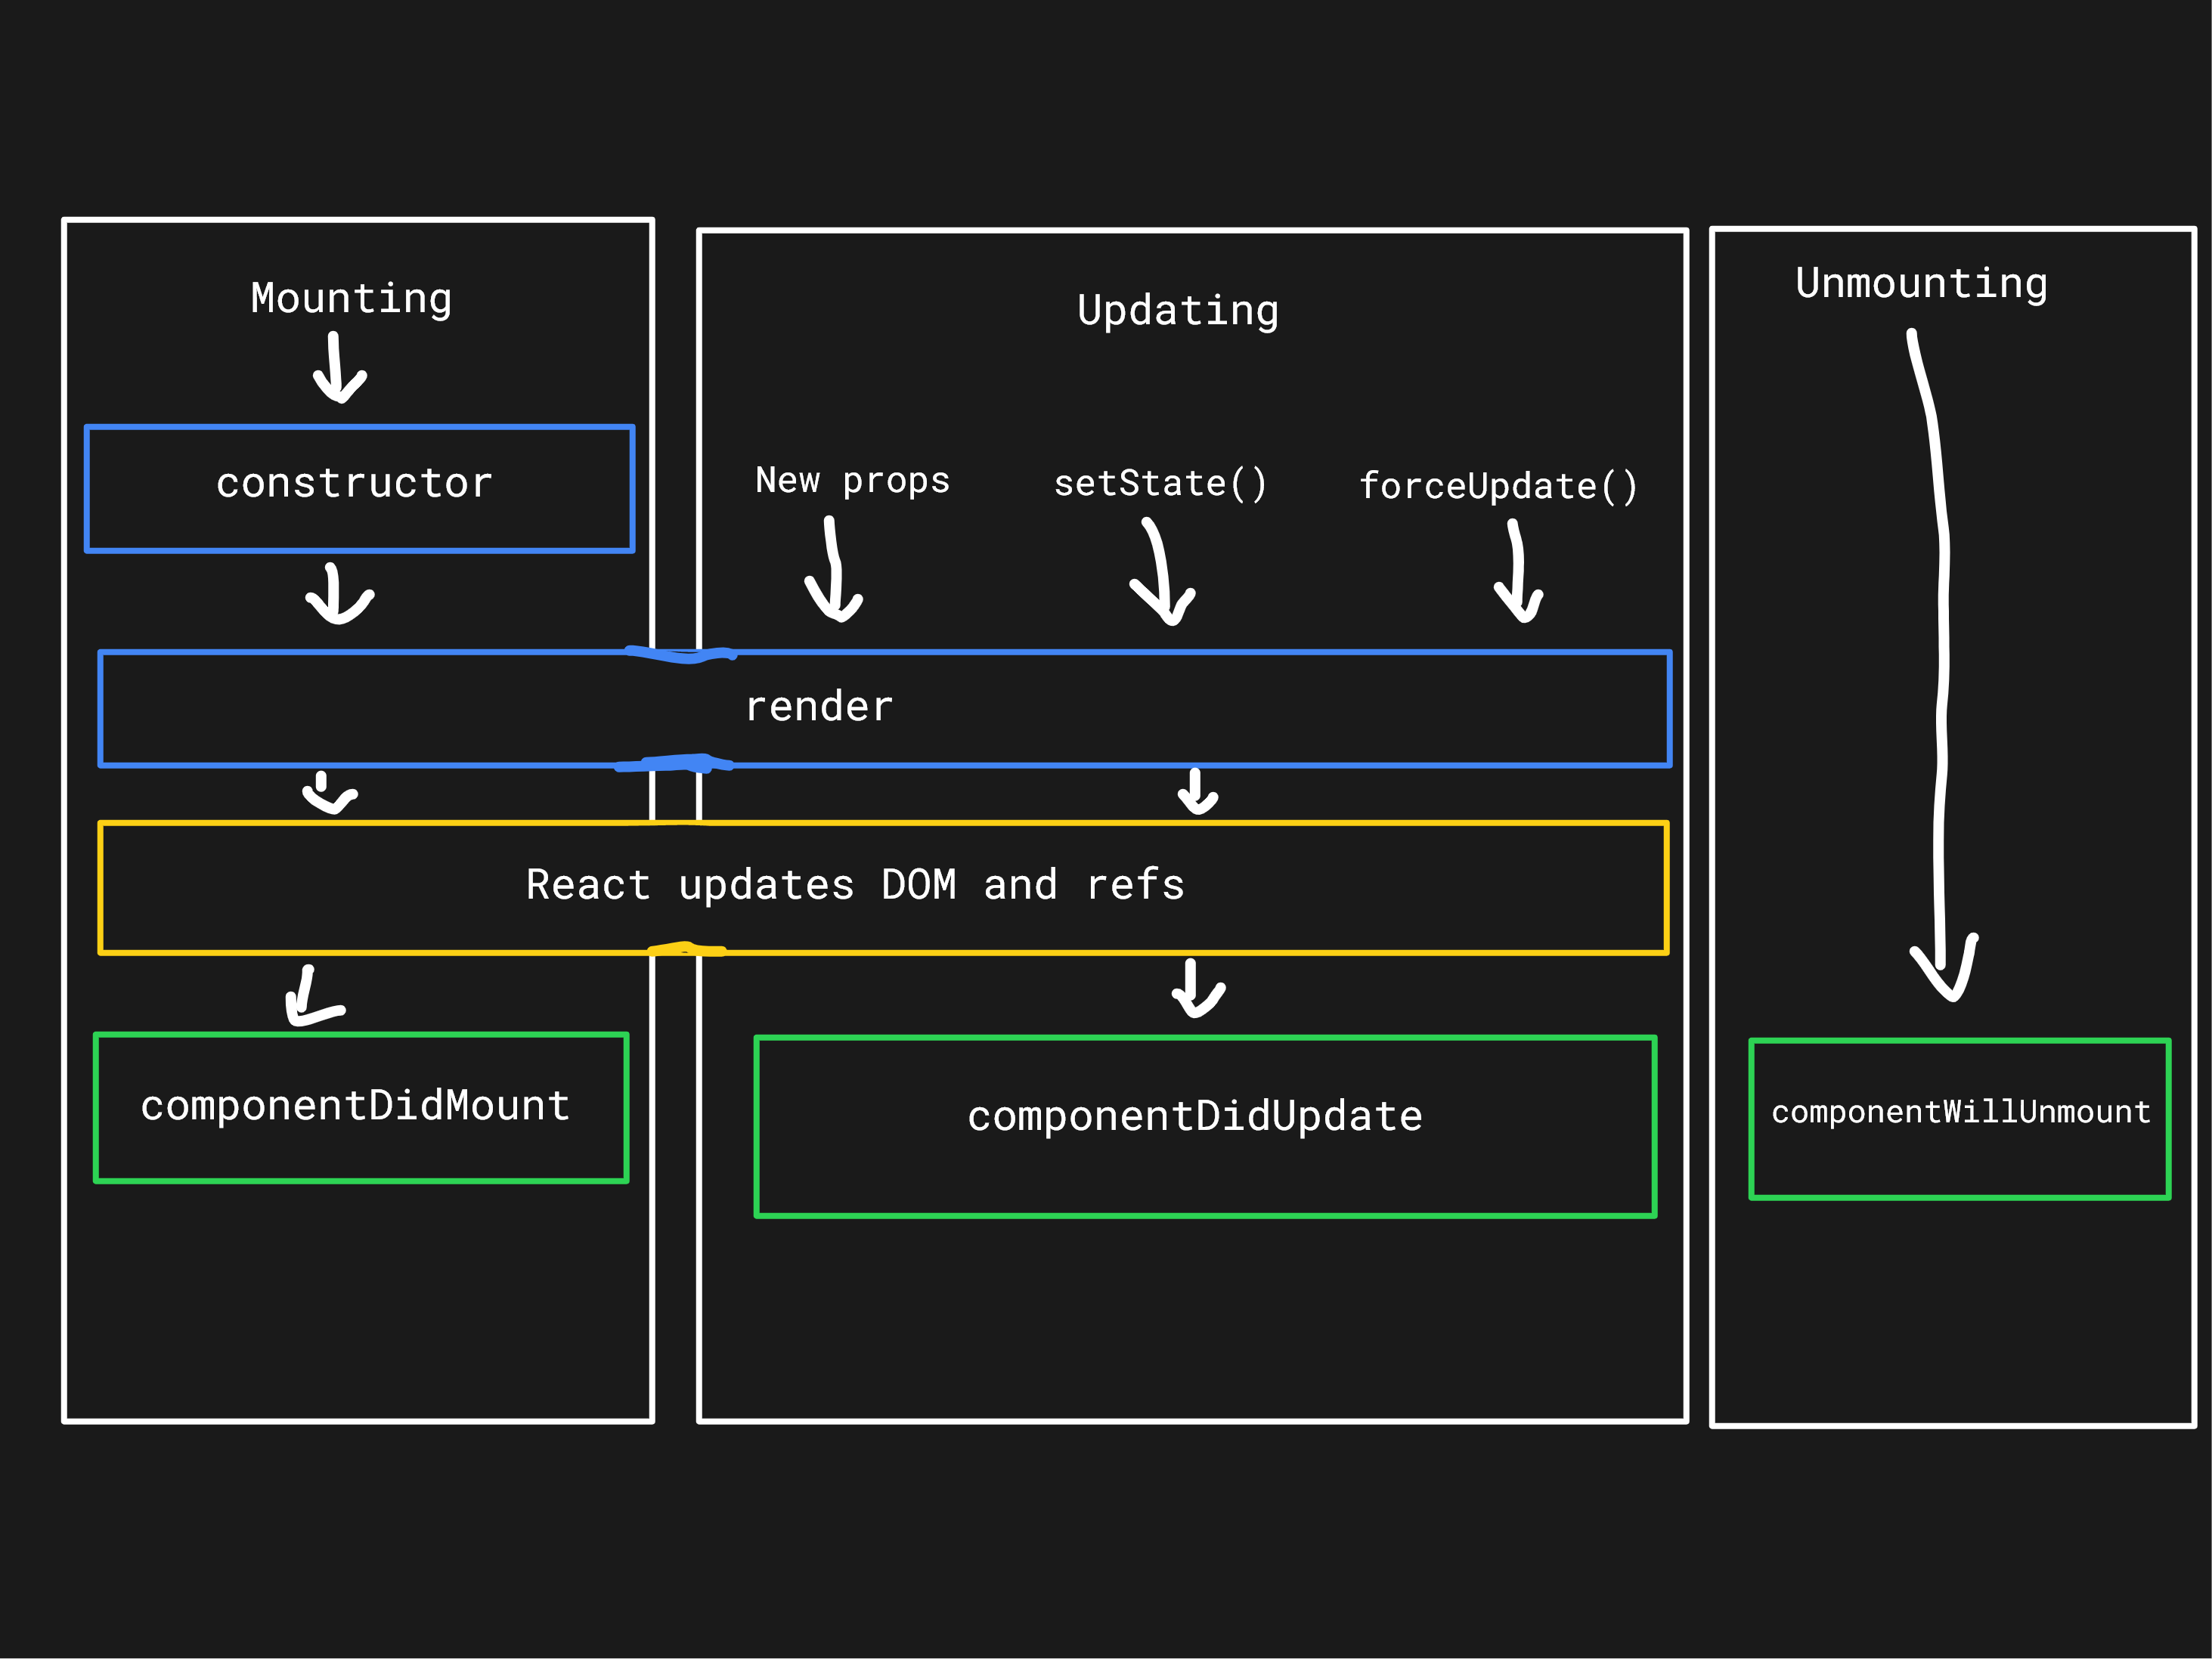 Mounting
Updating
Unmounting
constructor
New props
setState()
forceUpdate()
render
React updates DOM and refs
componentDidMount
componentDidUpdate
componentWillUnmount